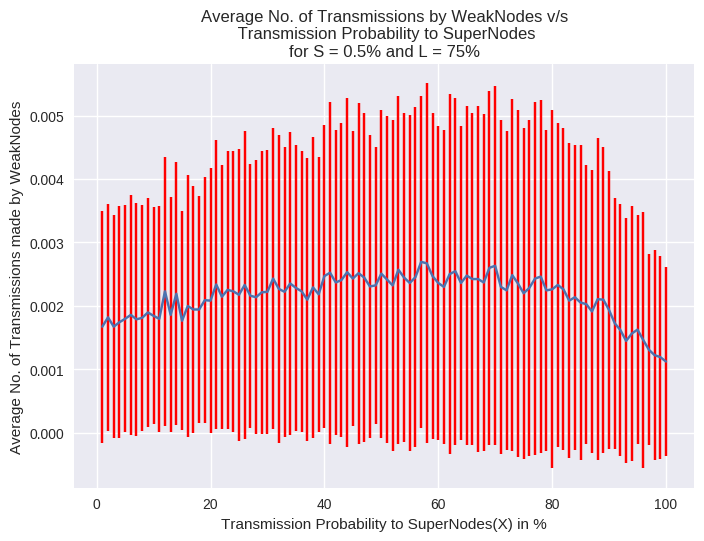 Average No. of Transmissions by WeakNodes v/s
Transmission Probability to SuperNodes
for S = 0.5% and L = 75%
Average No. of Transmissions made by WeakNodes
0.005
0.004
0.003
0.002
0.001
0.000
0 20 40 60 80 100
Transmission Probability to SuperNodes(X) in %